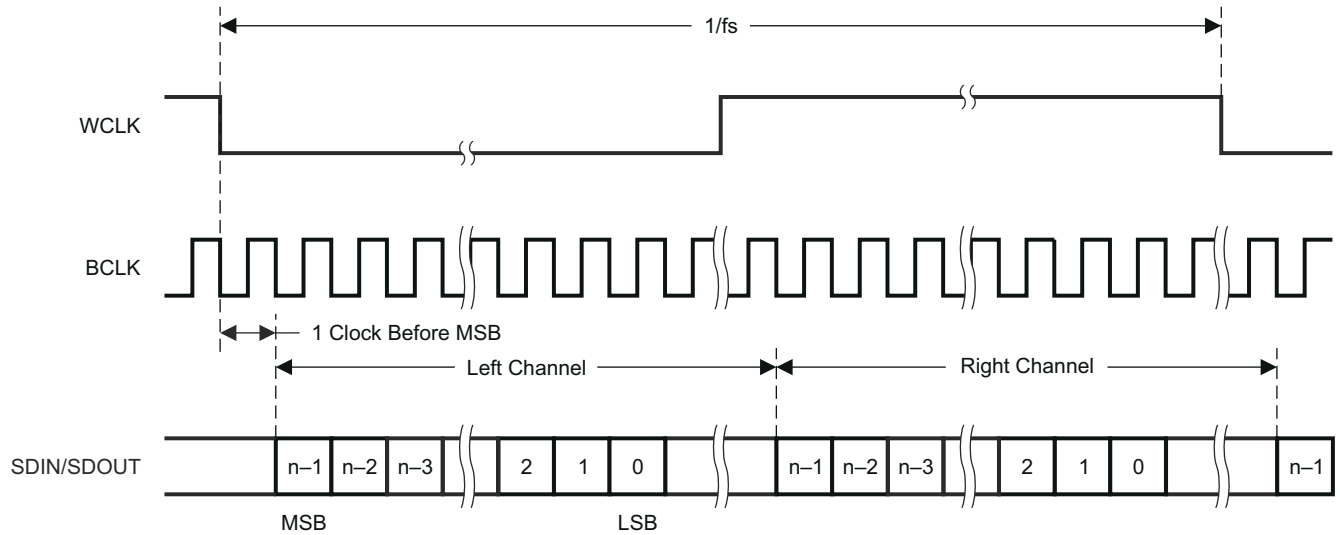 1/fs
WCLK
BCLK
1 Clock Before MSB
Left Channel
Right Channel
SDIN/SDOUT
n–1 n–2 n–3 2 1 0 n–1 n–2 n–3 2 1 0 n–1
MSB LSB